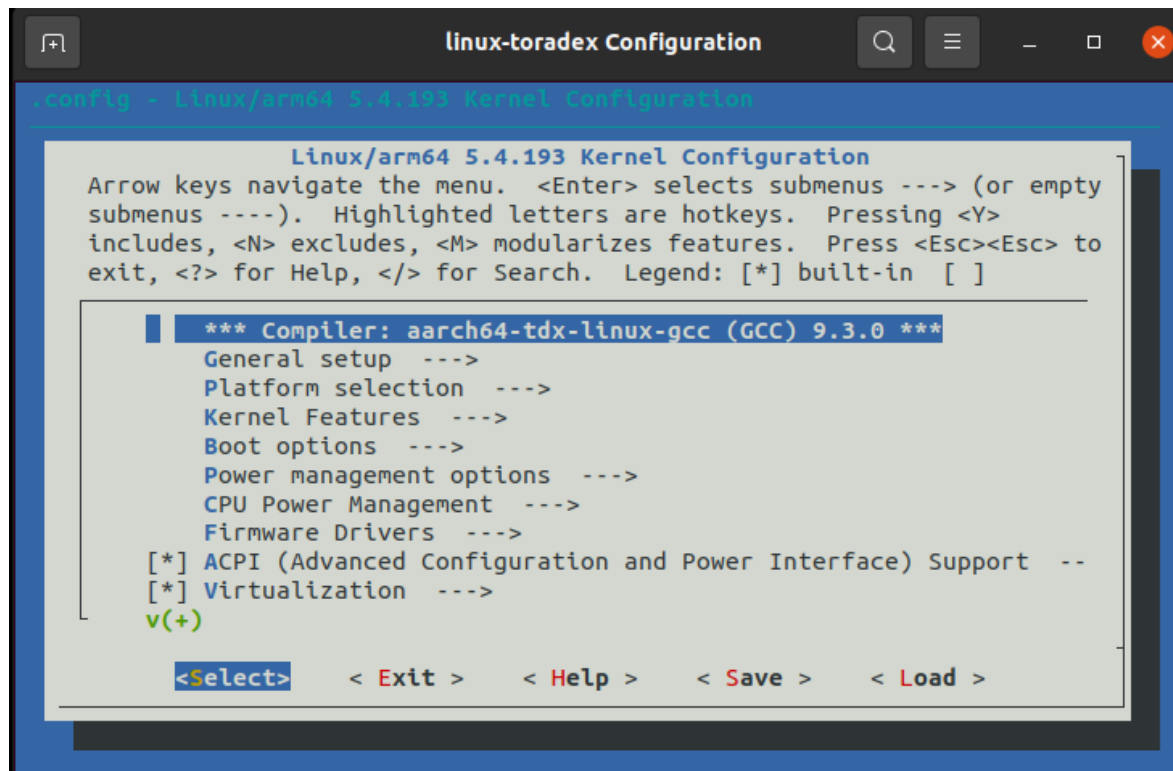 linux-toradex Configuration
.config - Linux/arm64 5.4.193 Kernel Configuration
Linux/arm64 5.4.193 Kernel Configuration
Arrow keys navigate the menu.  <Enter> selects submenus ---> (or empty
submenus ----).  Highlighted letters are hotkeys.  Pressing <Y>
includes, <N> excludes, <M> modularizes features.  Press <Esc><Esc> to
exit, <?> for Help, </> for Search.  Legend: [*] built-in  [ ]
*** Compiler: aarch64-tdx-linux-gcc (GCC) 9.3.0 ***
General setup  --->
Platform selection  --->
Kernel Features  --->
Boot options  --->
Power management options  --->
CPU Power Management  --->
Firmware Drivers  --->
[*] ACPI (Advanced Configuration and Power Interface) Support  --
[*] Virtualization  --->
v(+)
<Select>    < Exit >    < Help >    < Save >    < Load >